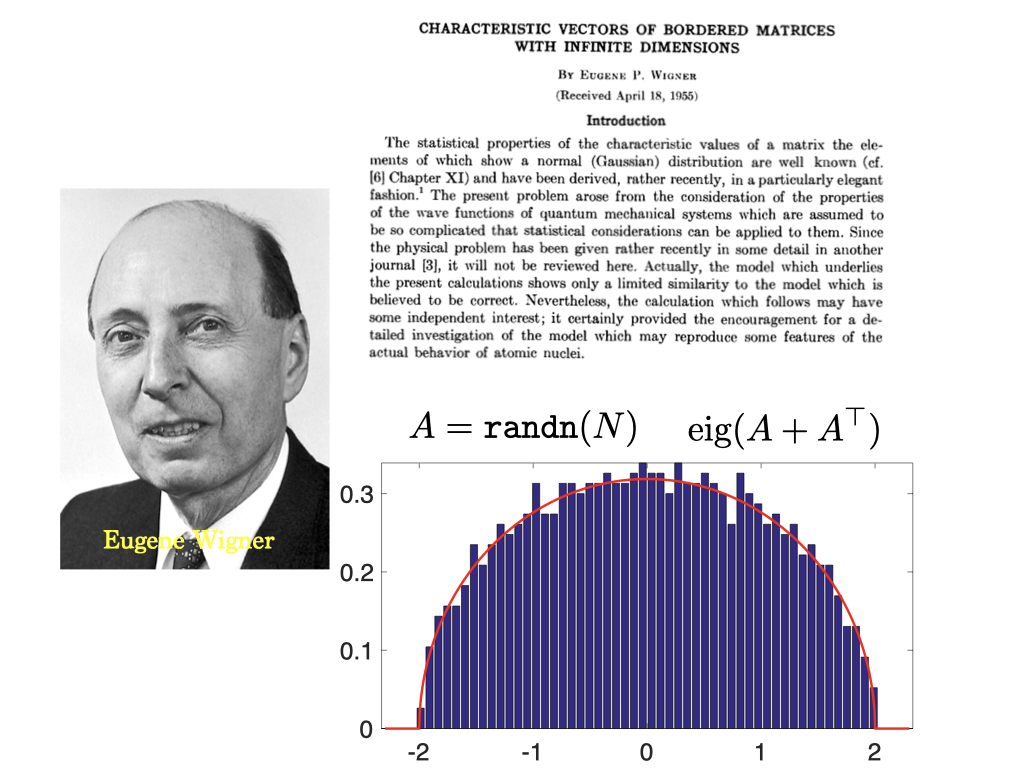 CHARACTERISTIC VECTORS OF BORDERED MATRICES
WITH INFINITE DIMENSIONS
BY EUGENE P. WIGNER
(Received April 18, 1955)
Introduction
The statistical properties of the characteristic values of a matrix the ele-
ments of which show a normal (Gaussian) distribution are well known (cf.
[6] Chapter XI) and have been derived, rather recently, in a particularly elegant
fashion.¹ The present problem arose from the consideration of the properties
of the wave functions of quantum mechanical systems which are assumed to
be so complicated that statistical considerations can be applied to them. Since
the physical problem has been given rather recently in some detail in another
journal [3], it will not be reviewed here. Actually, the model which underlies
the present calculations shows only a limited similarity to the model which is
believed to be correct. Nevertheless, the calculation which follows may have
some independent interest; it certainly provided the encouragement for a de-
tailed investigation of the model which may reproduce some features of the
actual behavior of atomic nuclei.
Eugene Wigner
A = randn(N) eig(A + A⊤)
0.3
0.2
0.1
0
-2 -1 0 1 2